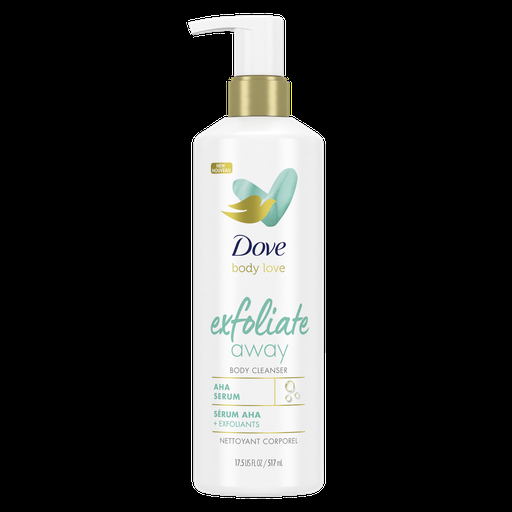 NEW
NOUVEAU
Dove
body love
exfoliate
away
BODY CLEANSER
AHA
SERUM
SÉRUM AHA
+ EXFOLIANTS
NETTOYANT CORPOREL
17.5 US FL OZ / 517 mL